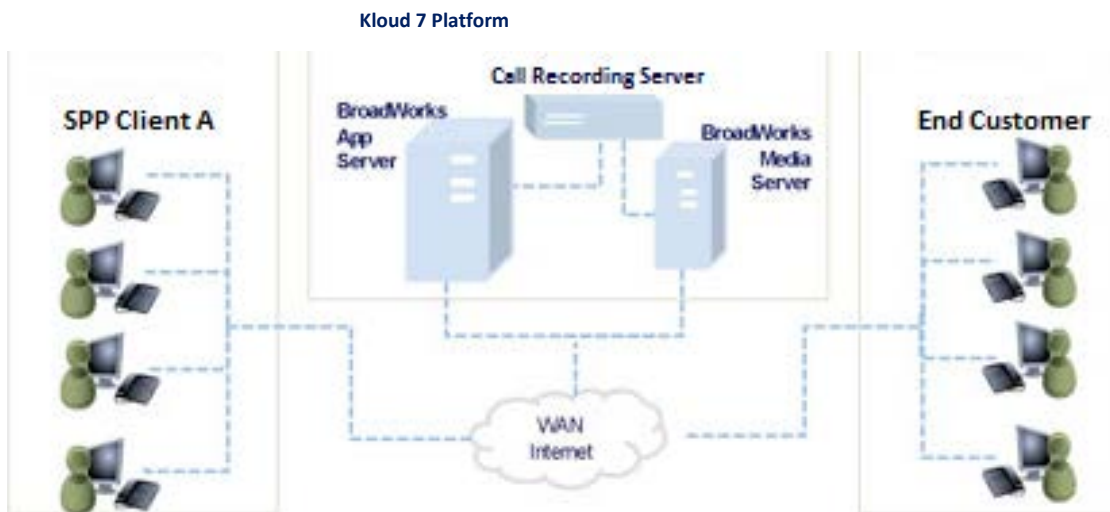 Kloud 7 Platform
Call Recording Server
SPP Client A
BroadWorks
App
Server
BroadWorks
Media
Server
End Customer
WAN
Internet